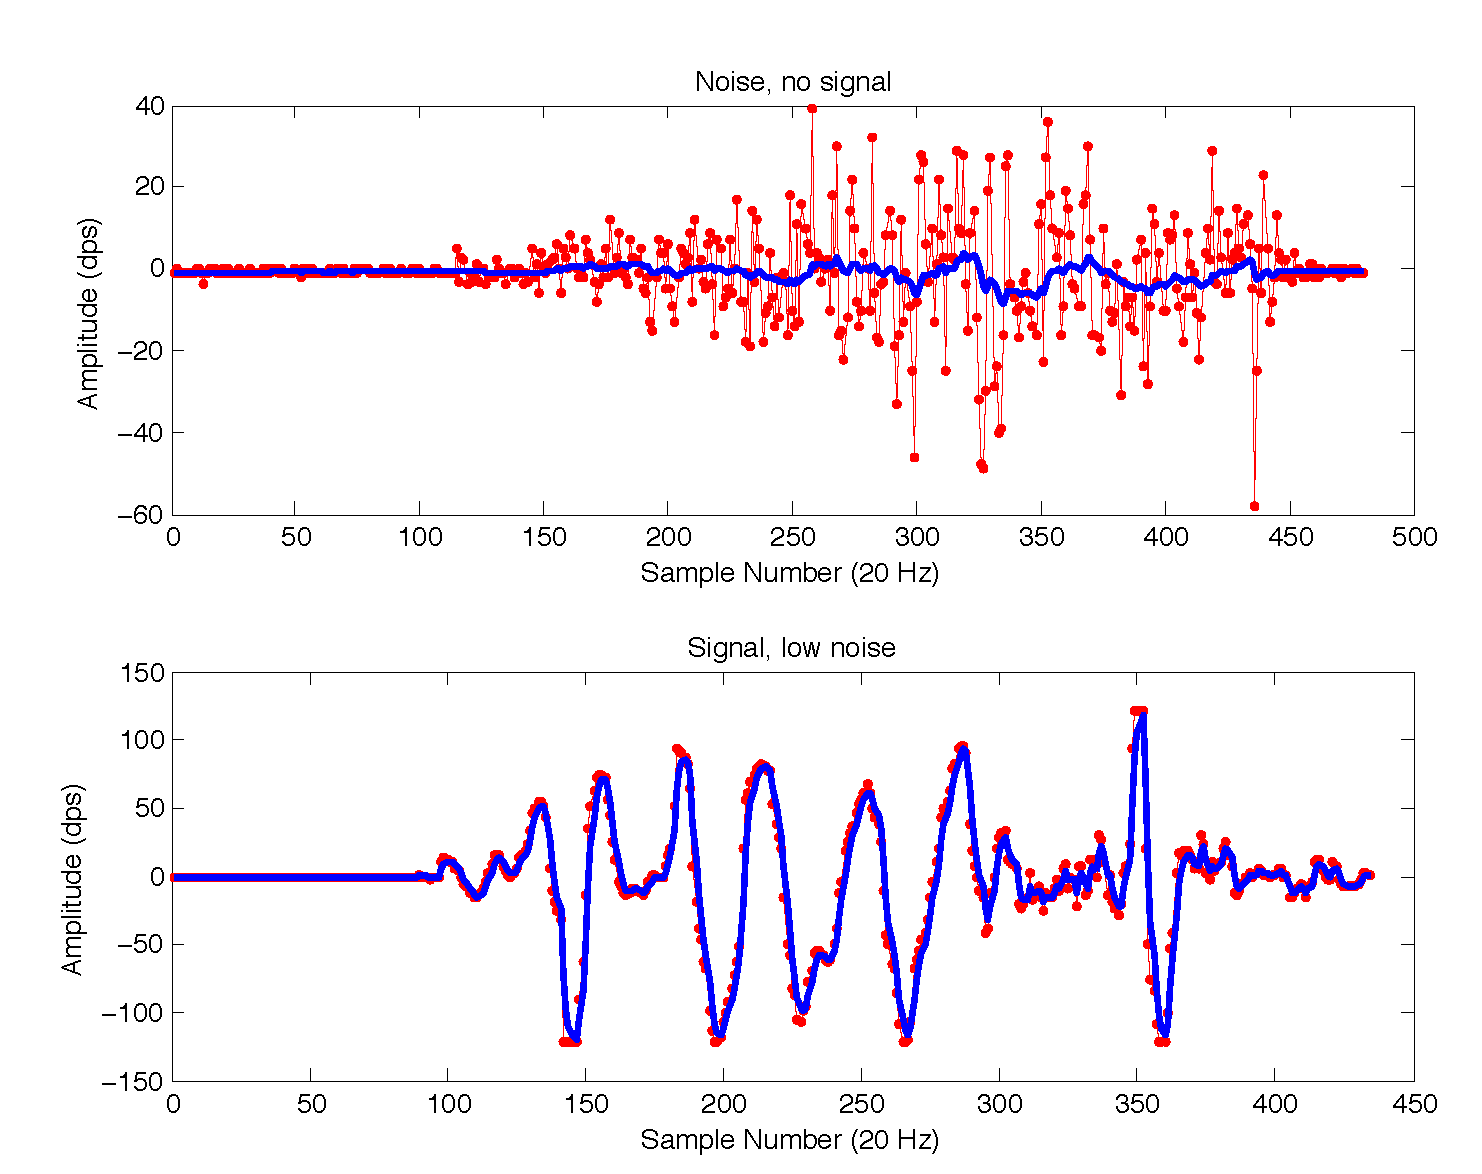 Noise, no signal
40
20
0
−20
−40
−60
Amplitude (dps)
0 50 100 150 200 250 300 350 400 450 500
Sample Number (20 Hz)
Signal, low noise
150
100
50
0
−50
−100
−150
Amplitude (dps)
0 50 100 150 200 250 300 350 400 450
Sample Number (20 Hz)